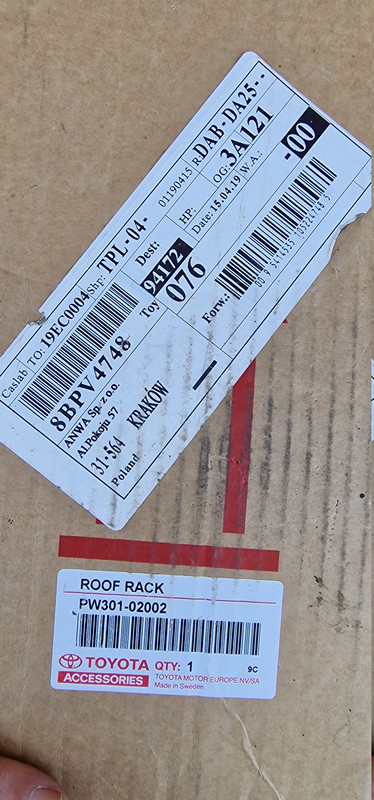 Caslab TO: 19EC0004 Shp: TPL-04- 01190415 R: DAB-DA25--
8BPV4748
ANWA Sp. z o.o.
Al.Pokoju 57
31-564 KRAKÓW
Poland
Dest:
94172
Toy 076
HP:
Date:15.04.19 W.A.:
OG: 3A121
-00
Forw.:
ROOF RACK
PW301-02002
TOYOTA QTY: 1 9C
ACCESSORIES TOYOTA MOTOR EUROPE NV/SA
Made in Sweden